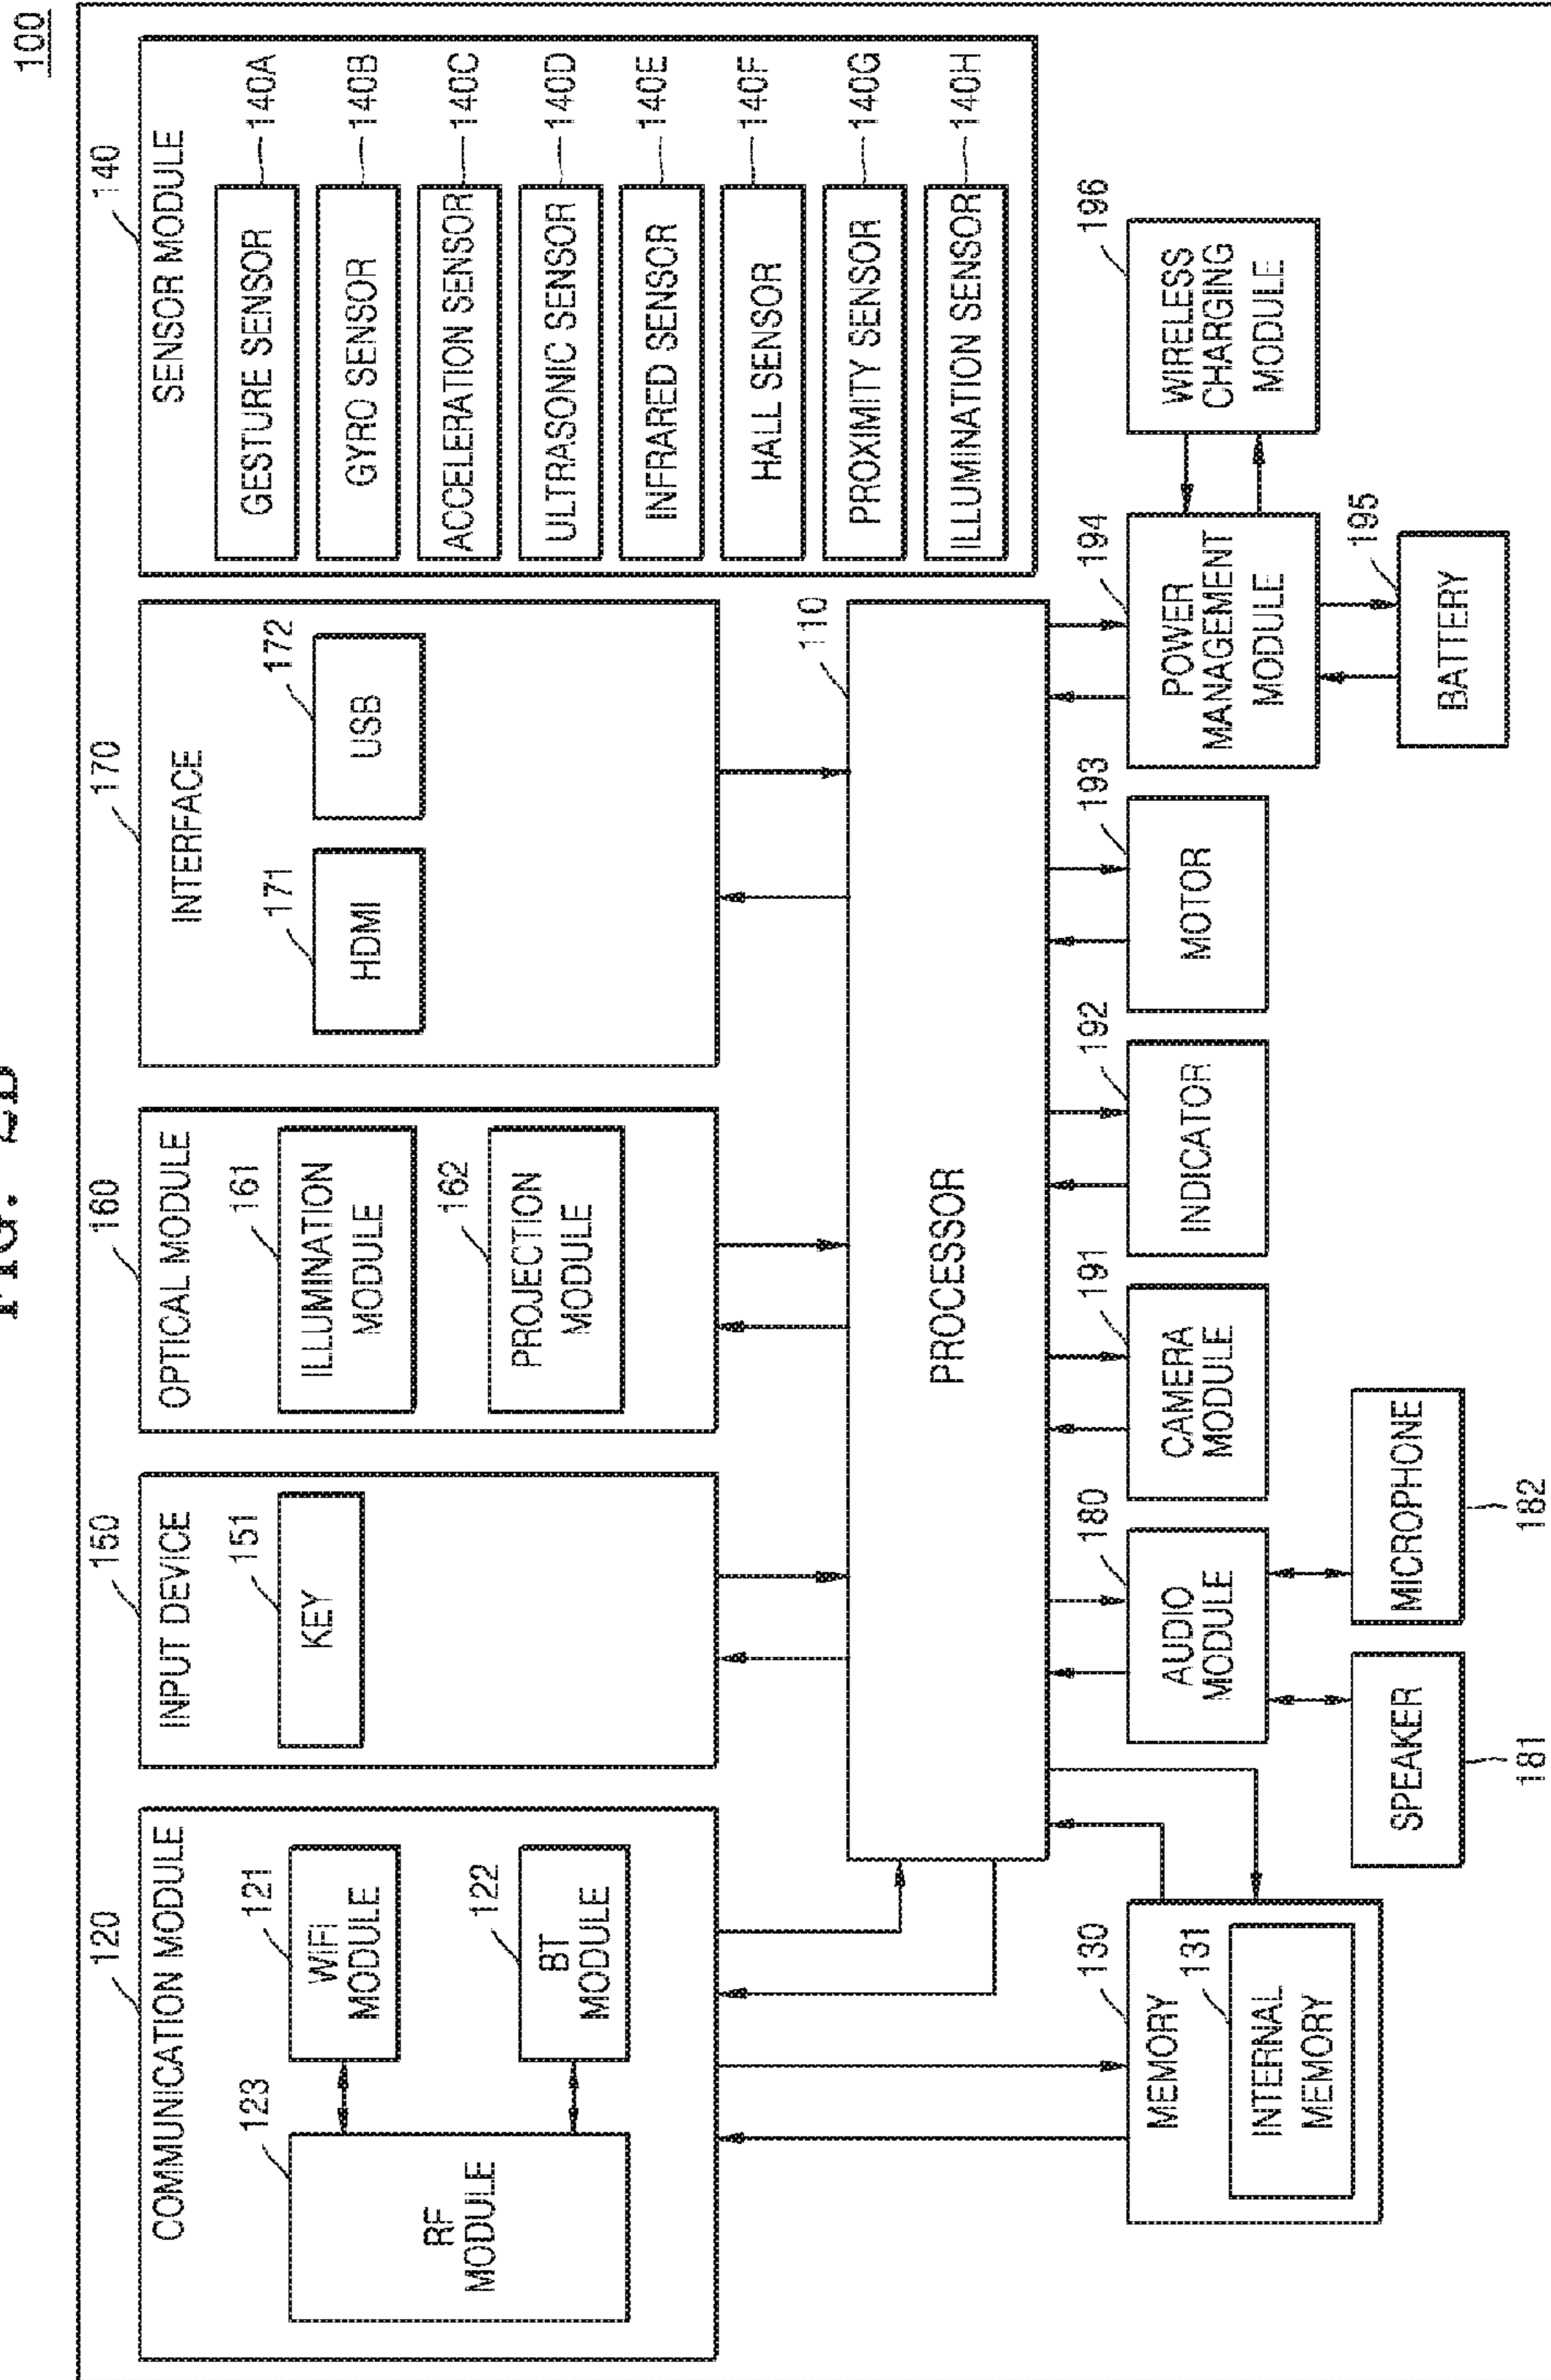 FIG.
100
120
COMMUNICATION MODULE
123
RF
MODULE
121
WIFI
MODULE
122
BT
MODULE
150
INPUT DEVICE
151
KEY
160
OPTICAL MODULE
161
ILLUMINATION
MODULE
162
PROJECTION
MODULE
170
INTERFACE
171
HDMI
172
USB
140
SENSOR MODULE
GESTURE SENSOR
140A
GYRO SENSOR
140B
ACCELERATION SENSOR
140C
ULTRASONIC SENSOR
140D
INFRARED SENSOR
140E
HALL SENSOR
140F
PROXIMITY SENSOR
140G
ILLUMINATION SENSOR
140H
110
PROCESSOR
130
MEMORY
131
INTERNAL
MEMORY
180
AUDIO
MODULE
SPEAKER
181
MICROPHONE
182
191
CAMERA
MODULE
192
INDICATOR
193
MOTOR
194
POWER
MANAGEMENT
MODULE
195
BATTERY
196
WIRELESS
CHARGING
MODULE